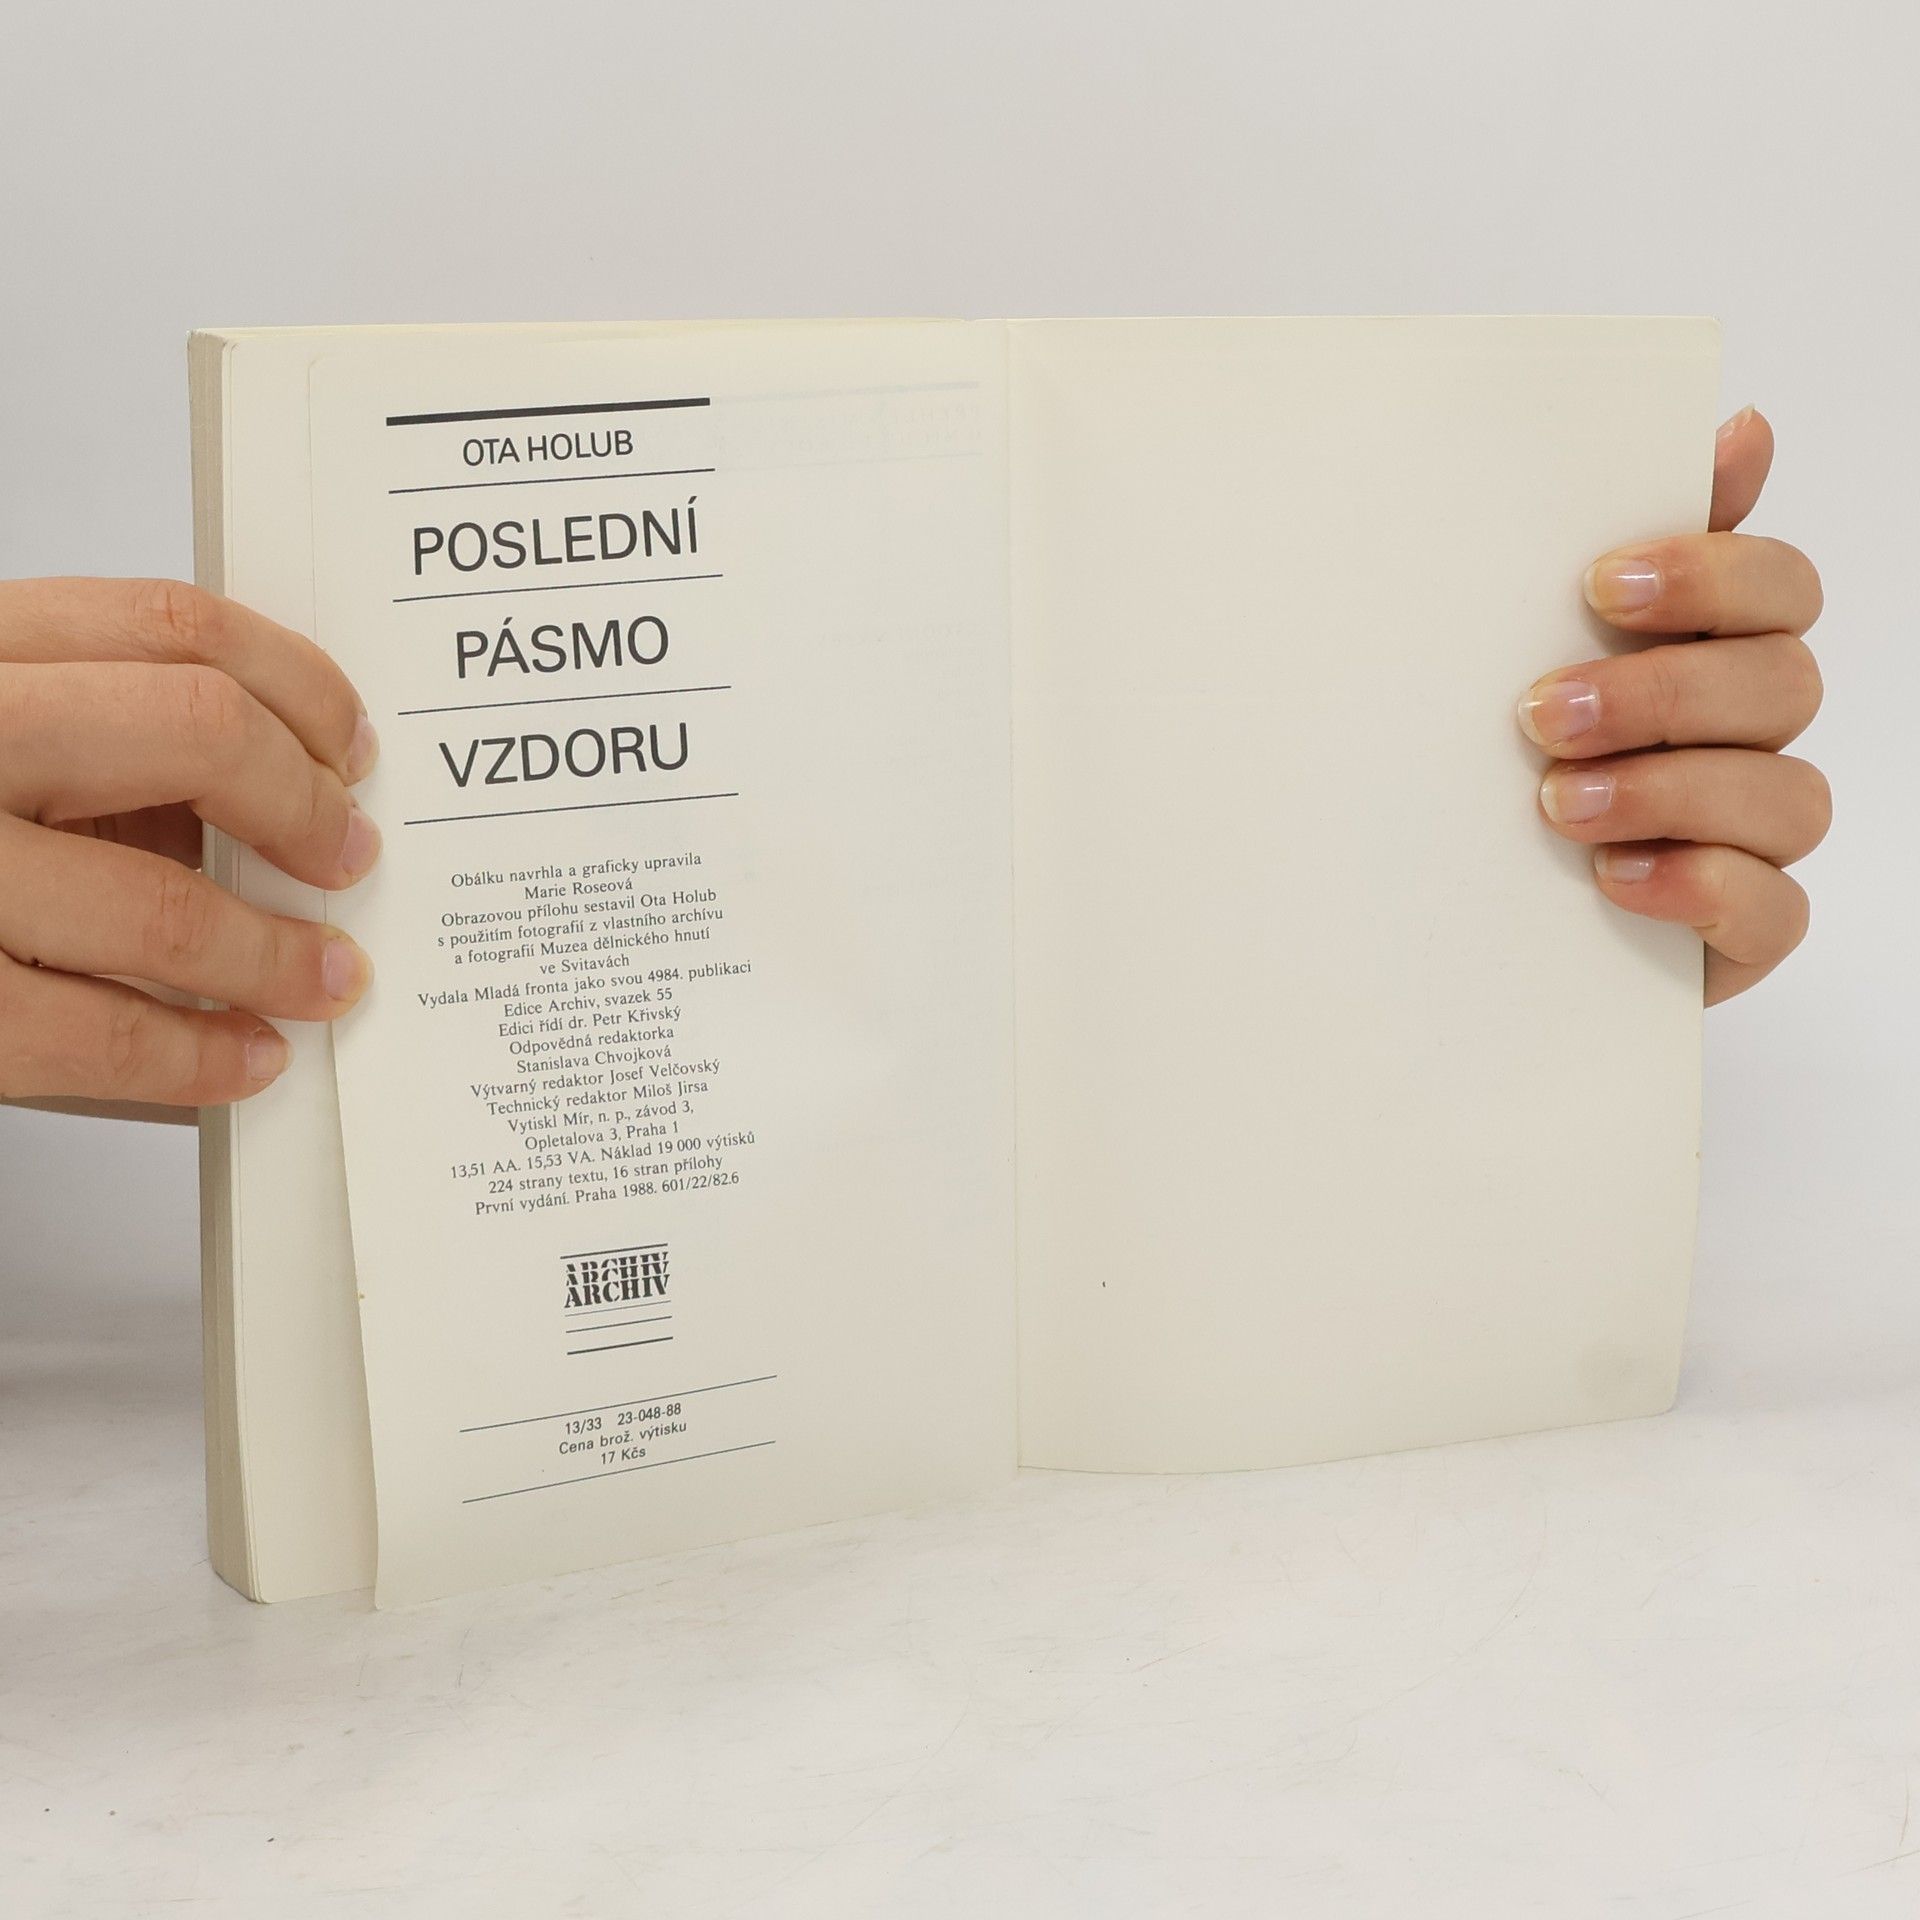 OTA HOLUB
POSLEDNÍ
PÁSMO
VZDORU
Obálku navrhla a graficky upravila
Marie Roseová
Obrazovou přílohu sestavil Ota Holub
s použitím fotografií z vlastního archívu
a fotografií Muzea dělnického hnutí
ve Svitavách
Vydala Mladá fronta jako svou 4984. publikaci
Edice Archiv, svazek 55
Edici řídí dr. Petr Křivský
Odpovědná redaktorka
Stanislava Chvojková
Výtvarný redaktor Josef Velčovský
Technický redaktor Miloš Jirsa
Vytiskl Mír, n. p., závod 3,
Opletalova 3, Praha 1
13,51 AA. 15,53 VA. Náklad 19 000 výtisků
224 strany textu, 16 stran přílohy
První vydání. Praha 1988. 601/22/82.6
ARCHIV
ARCHIV
13/33 23-048-88
Cena brož. výtisku
17 Kčs